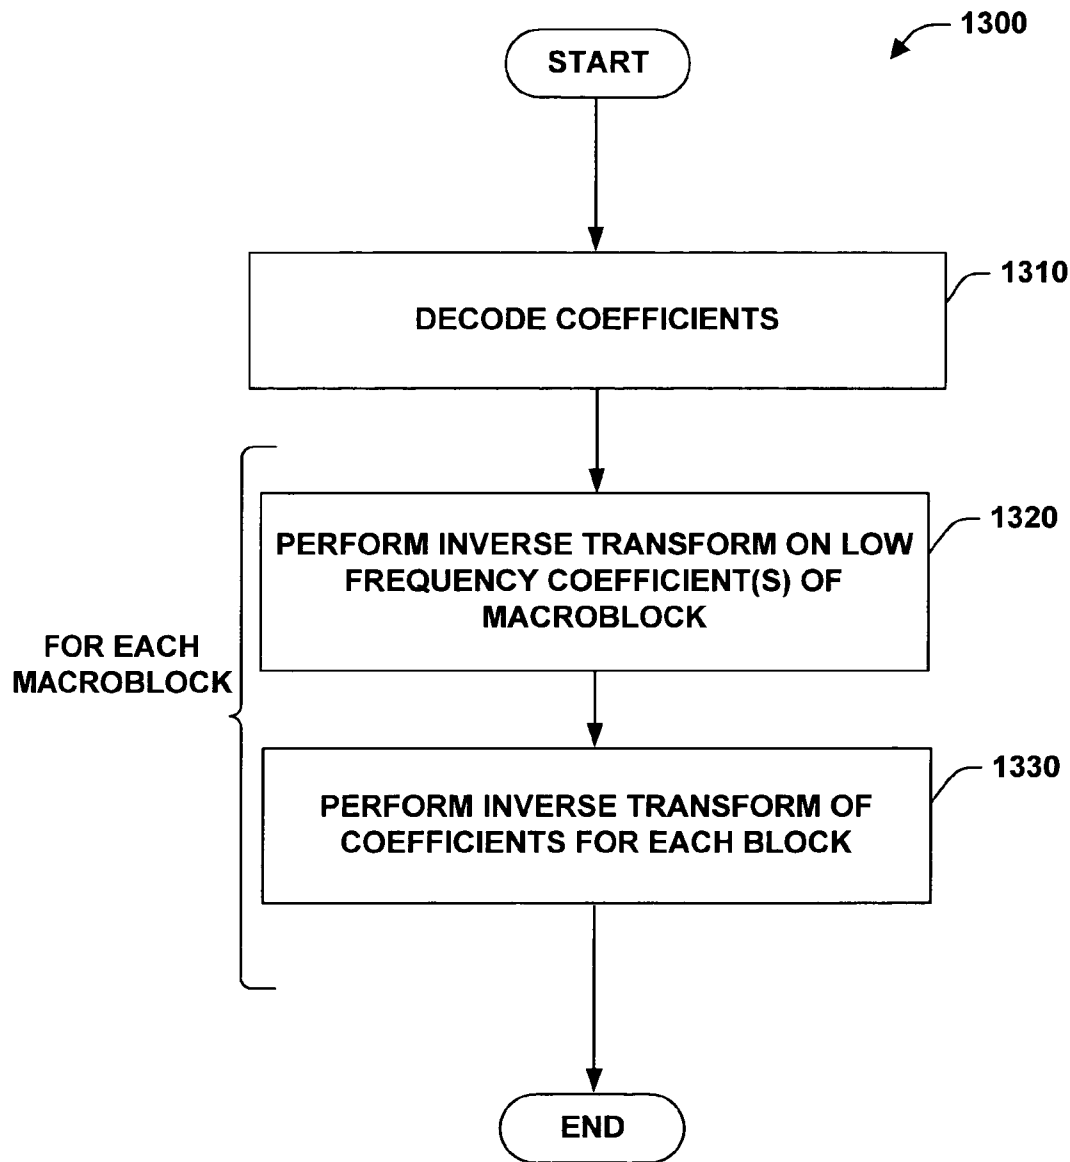 1300
START
1310
DECODE COEFFICIENTS
1320
PERFORM INVERSE TRANSFORM ON LOW
FREQUENCY COEFFICIENT(S) OF
MACROBLOCK
FOR EACH
MACROBLOCK
1330
PERFORM INVERSE TRANSFORM OF
COEFFICIENTS FOR EACH BLOCK
END